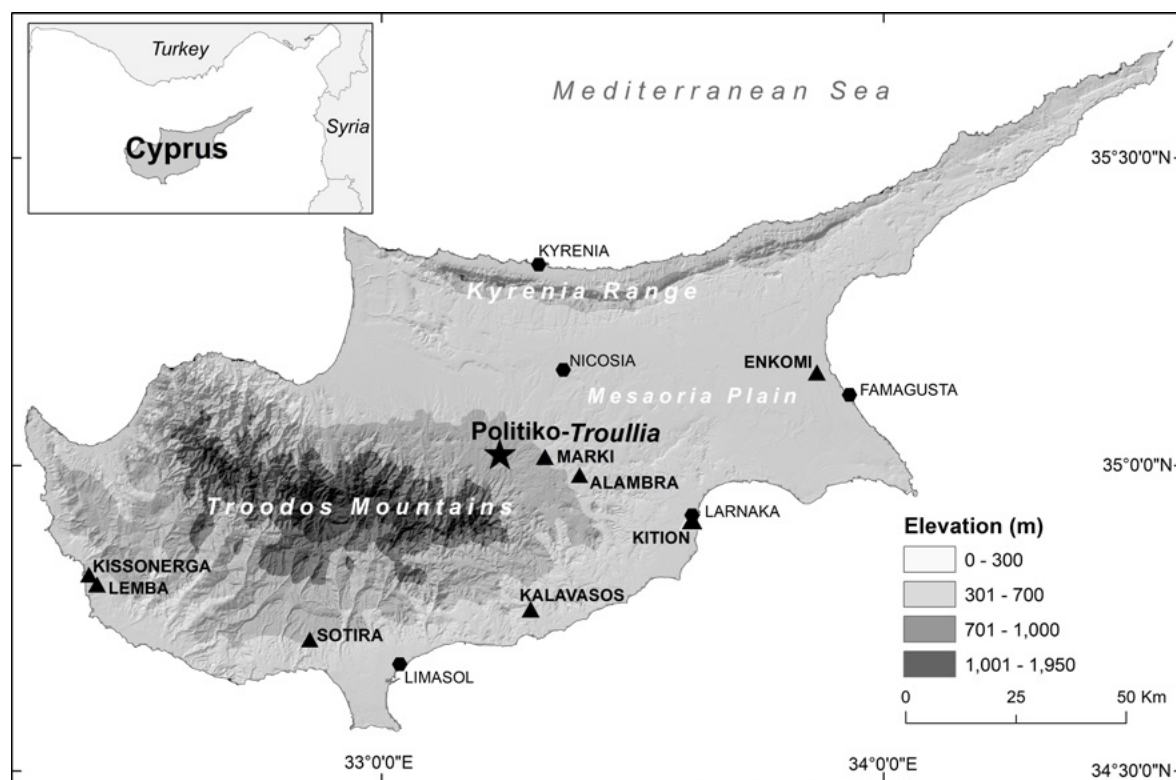 Turkey
Syria
Cyprus
Mediterranean Sea
35°30'0"N
KYRENIA
Kyrenia Range
NICOSIA
ENKOMI
Mesaoria Plain
FAMAGUSTA
Politiko-Troullia
MARKI
35°0'0"N
ALAMBRA
Troodos Mountains
LARNAKA
KITION
Elevation (m)
0 - 300
301 - 700
701 - 1,000
1,001 - 1,950
KISSONERGA
LEMBA
KALAVASOS
SOTIRA
LIMASOL
0 25 50 Km
33°0'0"E
34°0'0"E
34°30'0"N